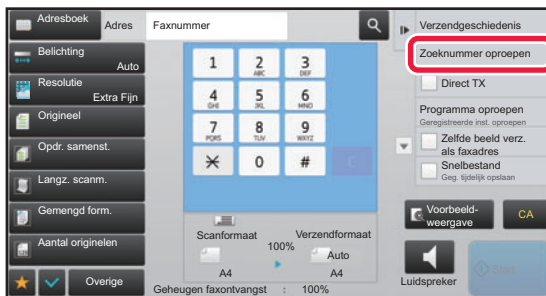 Adresboek
Adres
Faxnummer
Verzendgeschiedenis
Belichting
Auto
Resolutie
Extra Fijn
Origineel
Opdr. samenst.
Langz. scanm.
Gemengd form.
Aantal originelen
Overige
1
2
ABC
3
DEF
4
GHI
5
JKL
6
MNO
7
PQRS
8
TUV
9
WXYZ
0
#
C
Scanformaat
100%
Verzendformaat
Auto
A4
A4
Geheugen faxontvangst : 100%
Zoeknummer oproepen
Direct TX
Programma oproepen
Geregistreerde inst. oproepen
Zelfde beeld verz.
als faxadres
Snelbestand
Geg. tijdelijk opslaan
Voorbeeld-
weergave
CA
Luidspreker
Start